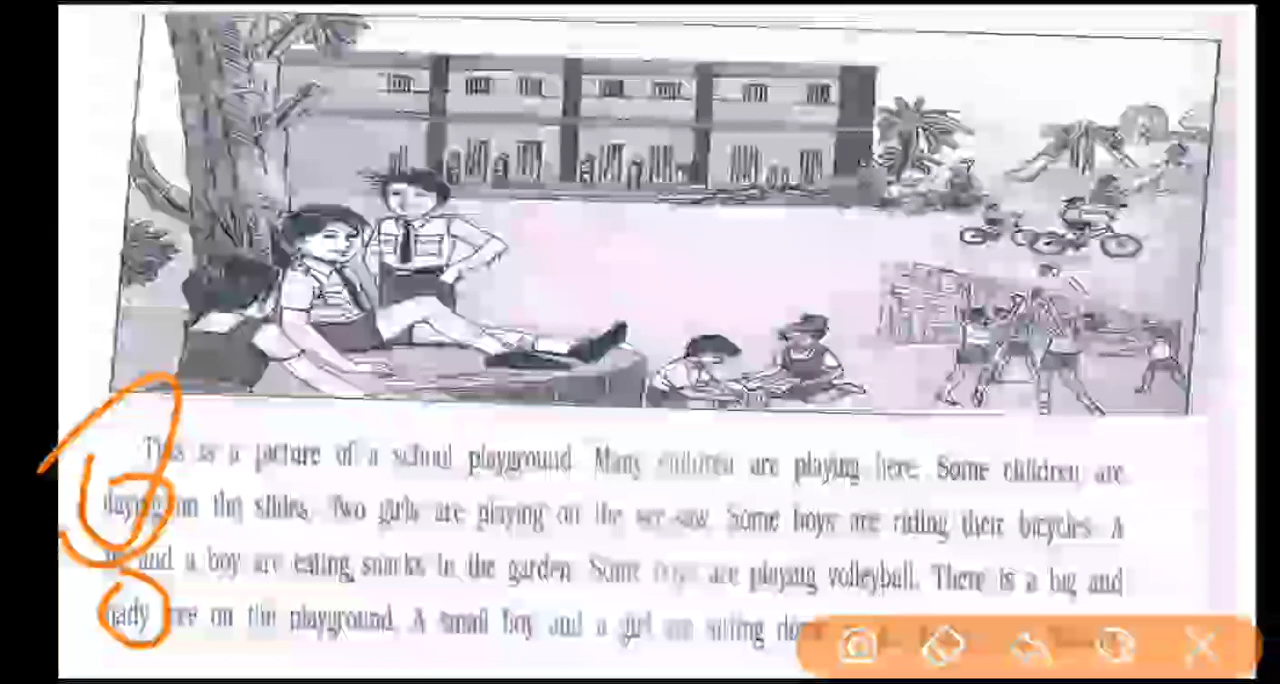 This is a picture of a school playground. Many children are playing here. Some children are
on the slides. Two girls are playing on the see-saw. Some boys are riding their bicycles. A
and a boy are eating snacks in the garden. Some boys are playing volleyball. There is a big and
tree on the playground. A small boy and a girl are sitting